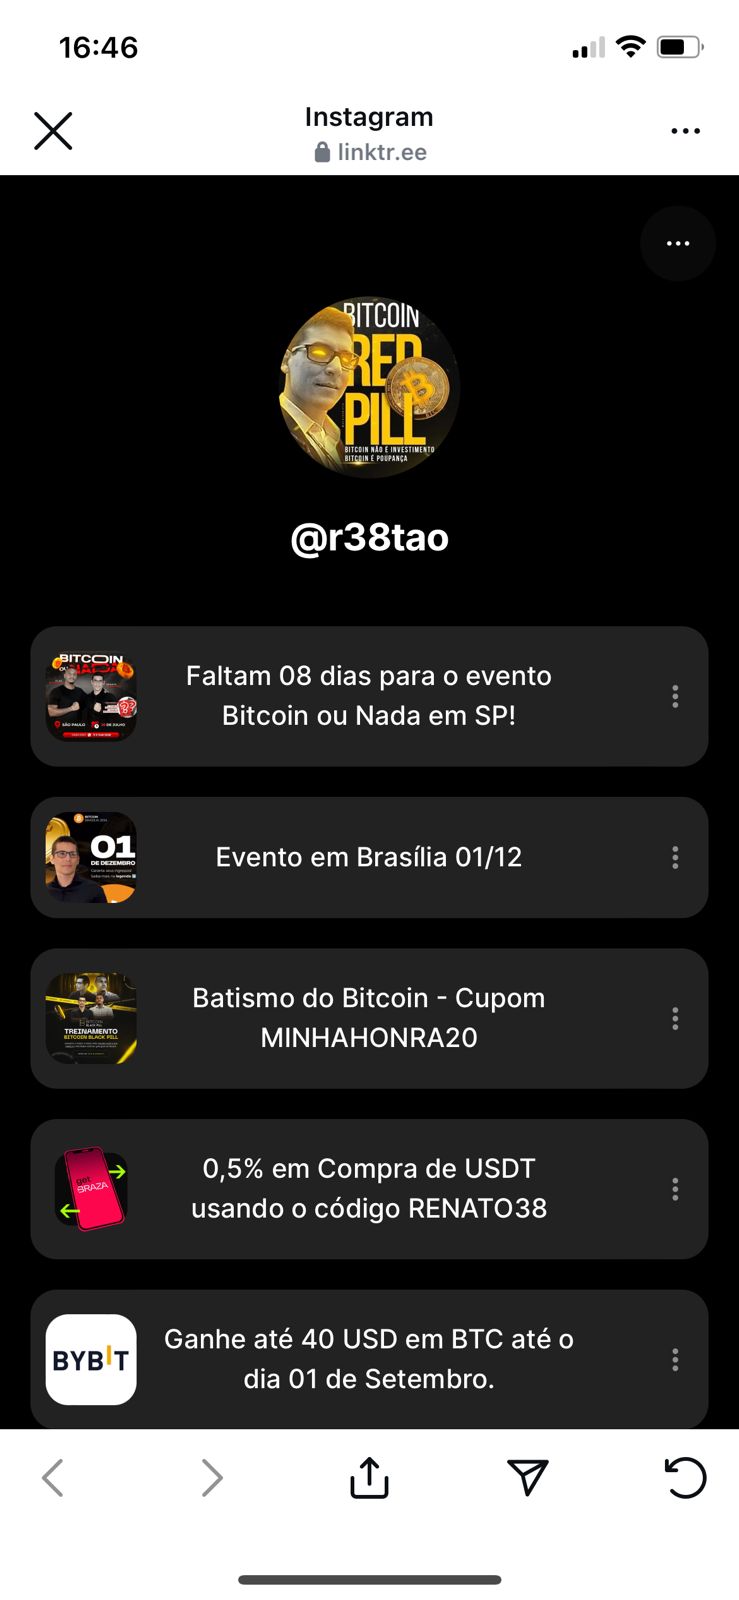 16:46
Instagram
linktr.ee
BITCOIN
RED
PILL
BITCOIN NÃO É INVESTIMENTO
BITCOIN É POUPANÇA
@r38tao
BITCOIN
OU NADA
SÃO PAULO
Faltam 08 dias para o evento
Bitcoin ou Nada em SP!
BITCOIN
01
DE DEZEMBRO
Evento em Brasília 01/12
TREINAMENTO
BITCOIN BLACK PILL
Batismo do Bitcoin - Cupom
MINHAHONRA20
BRAZA
0,5% em Compra de USDT
usando o código RENATO38
BYBIT
Ganhe até 40 USD em BTC até o
dia 01 de Setembro.